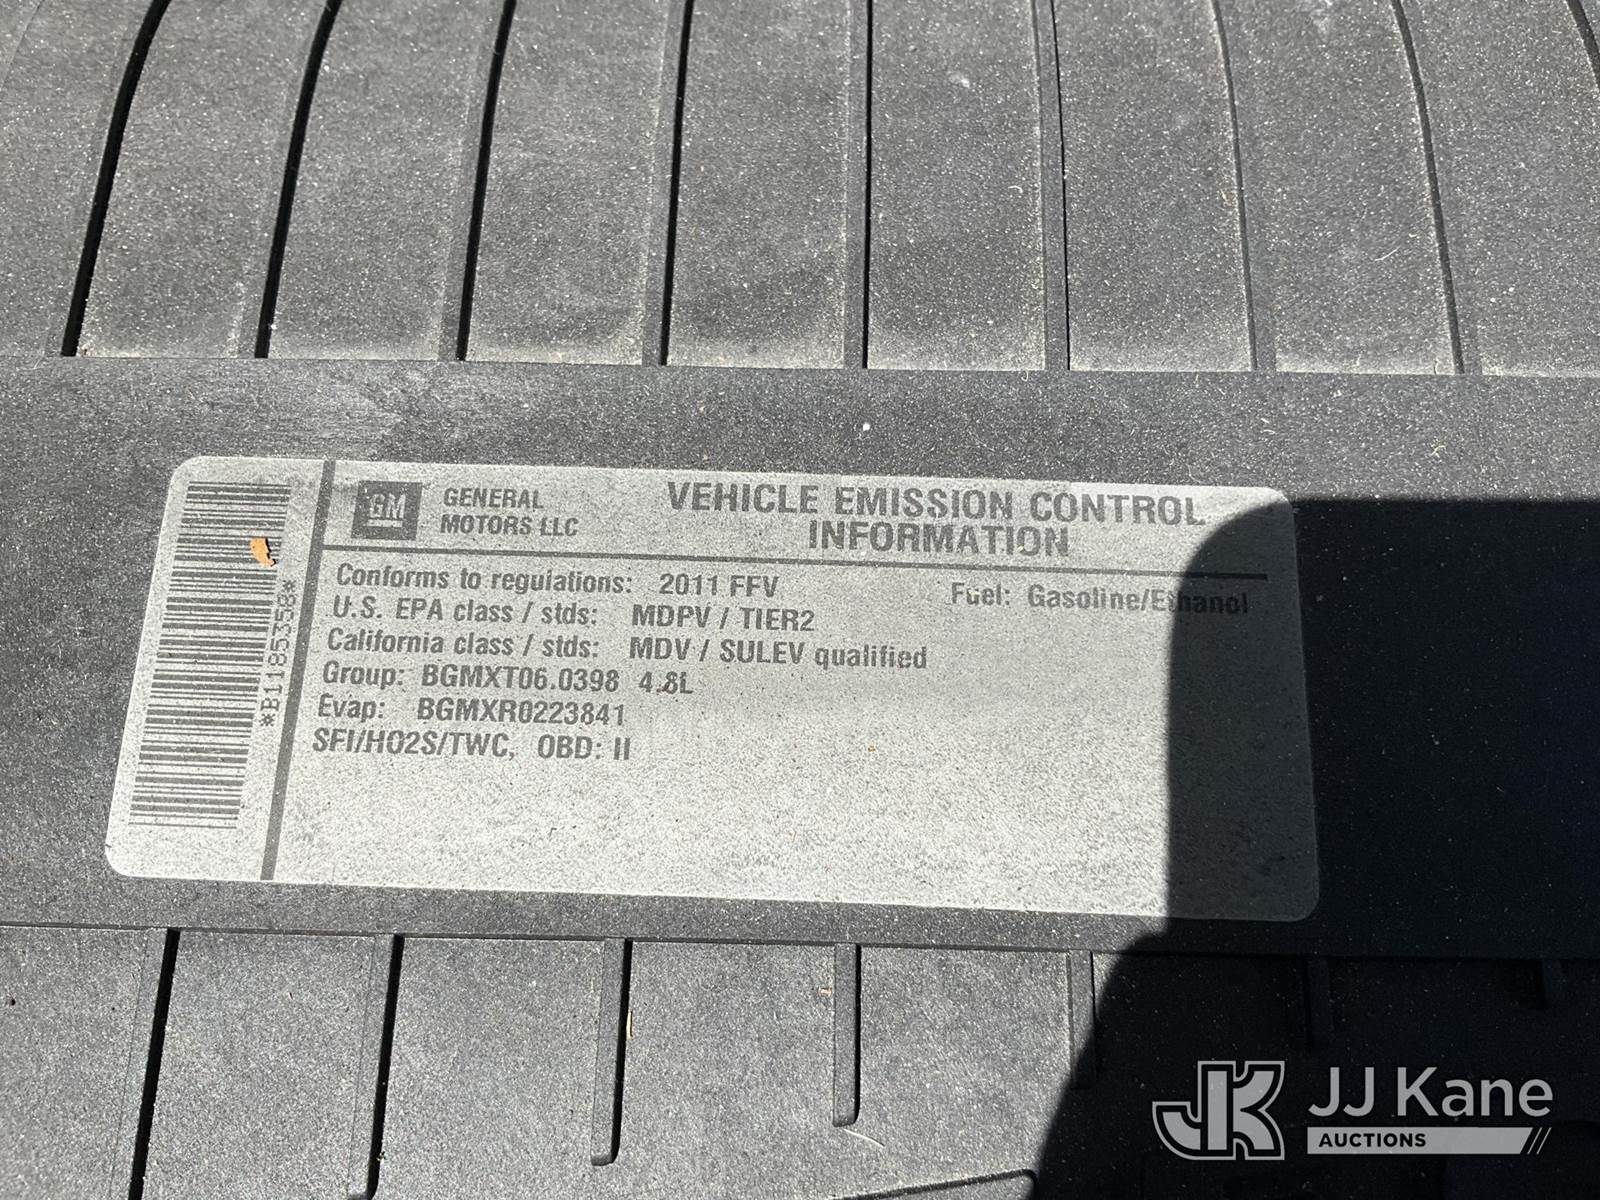 *B1185358*
GM
GENERAL
MOTORS LLC
VEHICLE EMISSION CONTROL
INFORMATION
Conforms to regulations: 2011 FFV Fuel: Gasoline/Ethanol
U.S. EPA class / stds: MDPV / TIER2
California class / stds: MDV / SULEV qualified
Group: BGMXT06.0398 4.8L
Evap: BGMXR0223841
SFI/HO2S/TWC, OBD: II
JK
JJ Kane
AUCTIONS